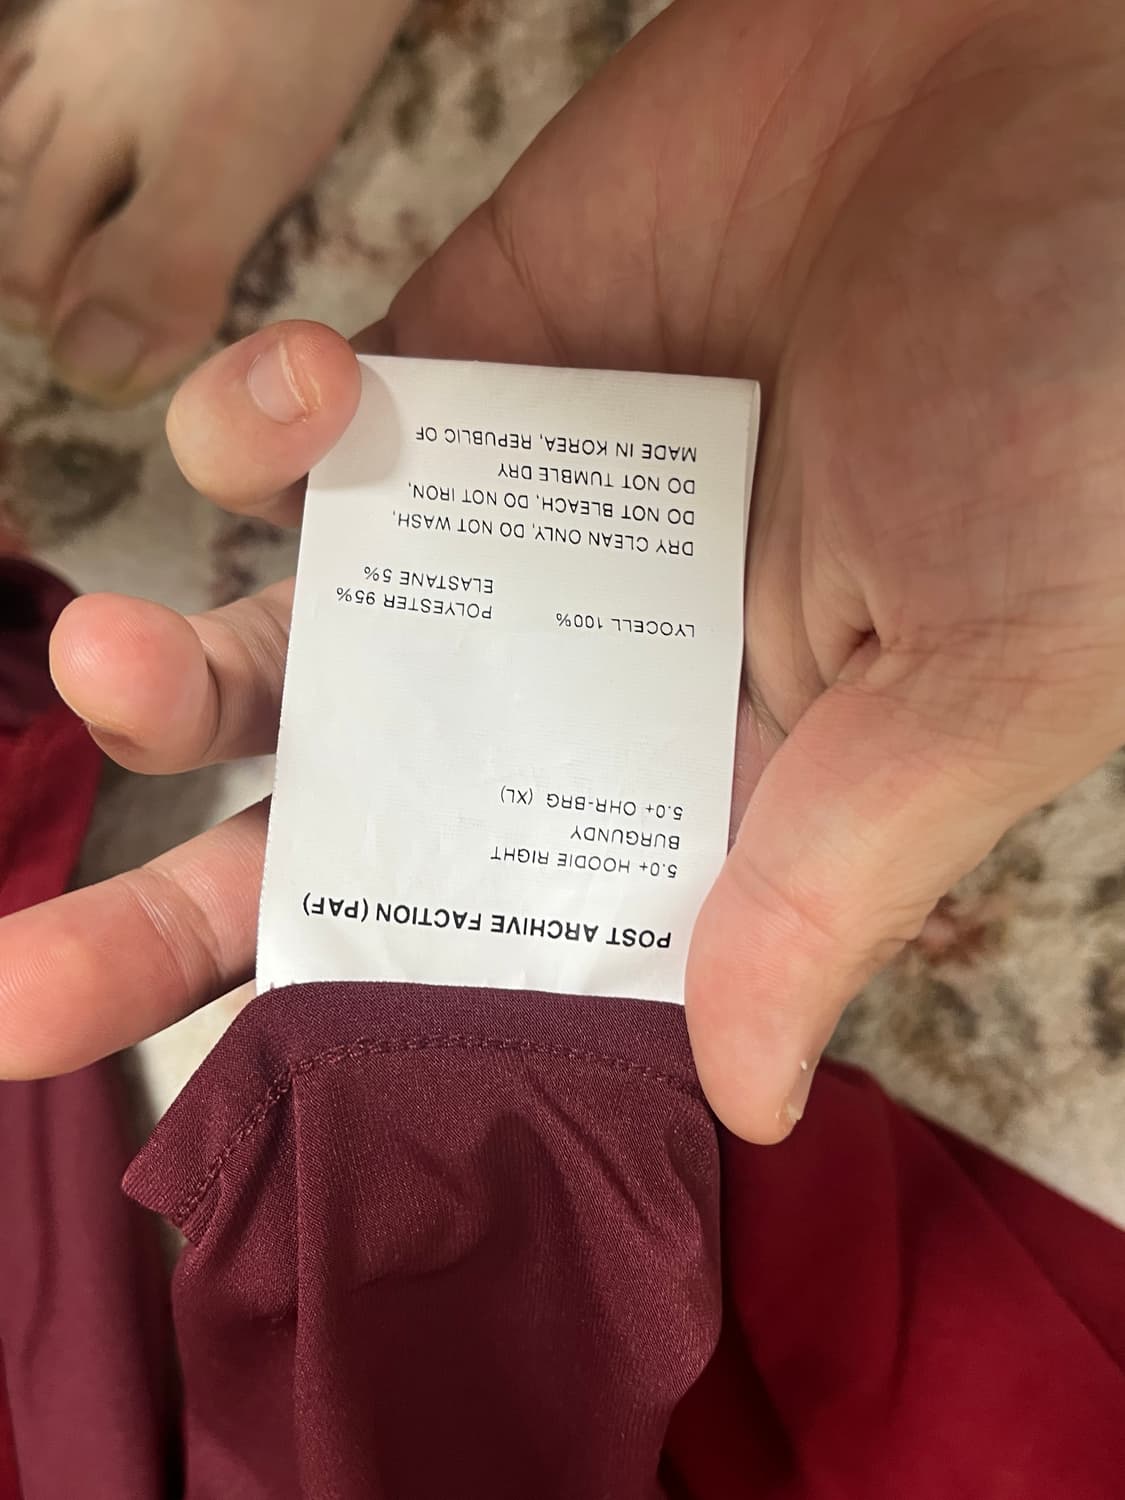 POST ARCHIVE FACTION (PAF)
5.0+ HOODIE RIGHT
BURGUNDY
5.0+ OHR-BRG (XL)
LYOCELL 100%
POLYESTER 95%
ELASTANE 5%
DRY CLEAN ONLY, DO NOT WASH,
DO NOT BLEACH, DO NOT IRON,
DO NOT TUMBLE DRY
MADE IN KOREA, REPUBLIC OF